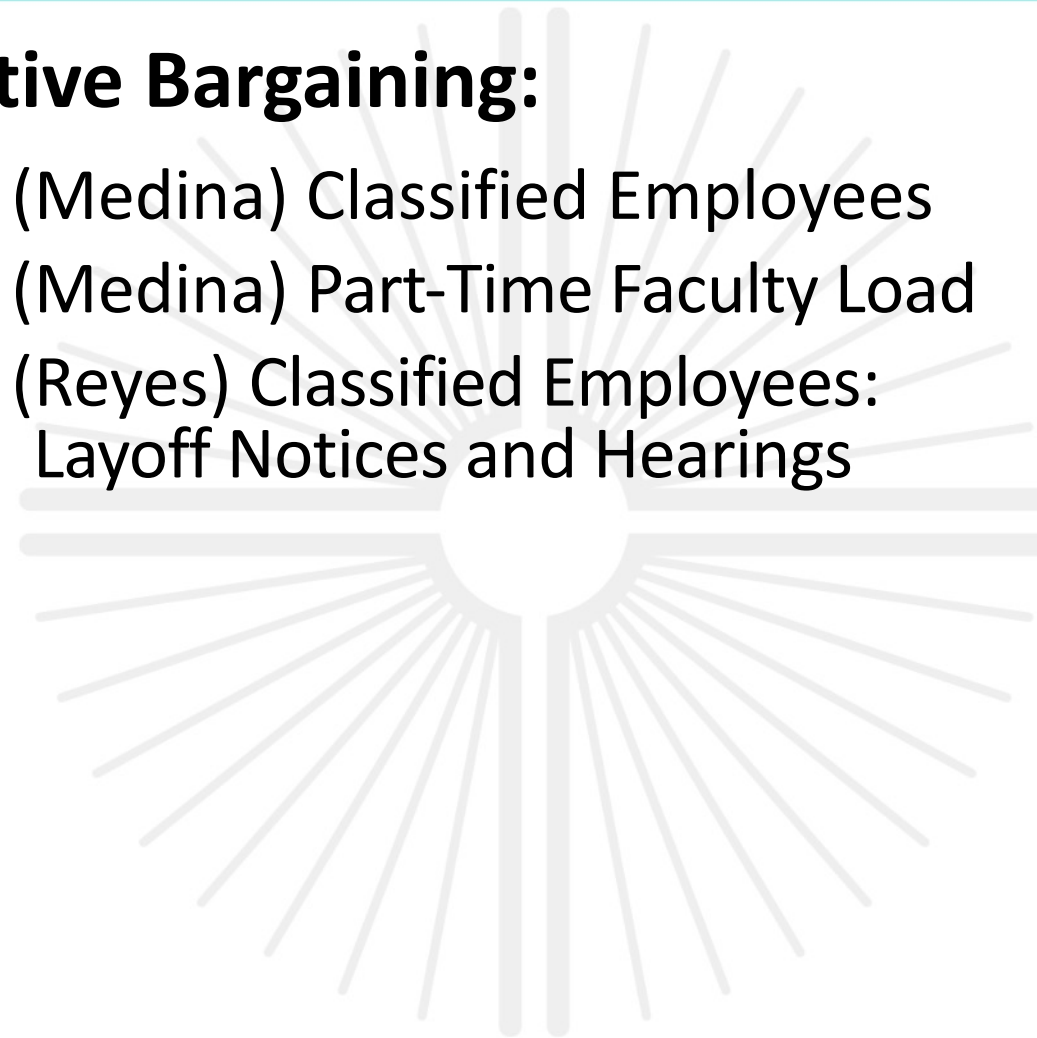 tive Bargaining:
(Medina) Classified Employees
(Medina) Part-Time Faculty Load
(Reyes) Classified Employees:
Layoff Notices and Hearings